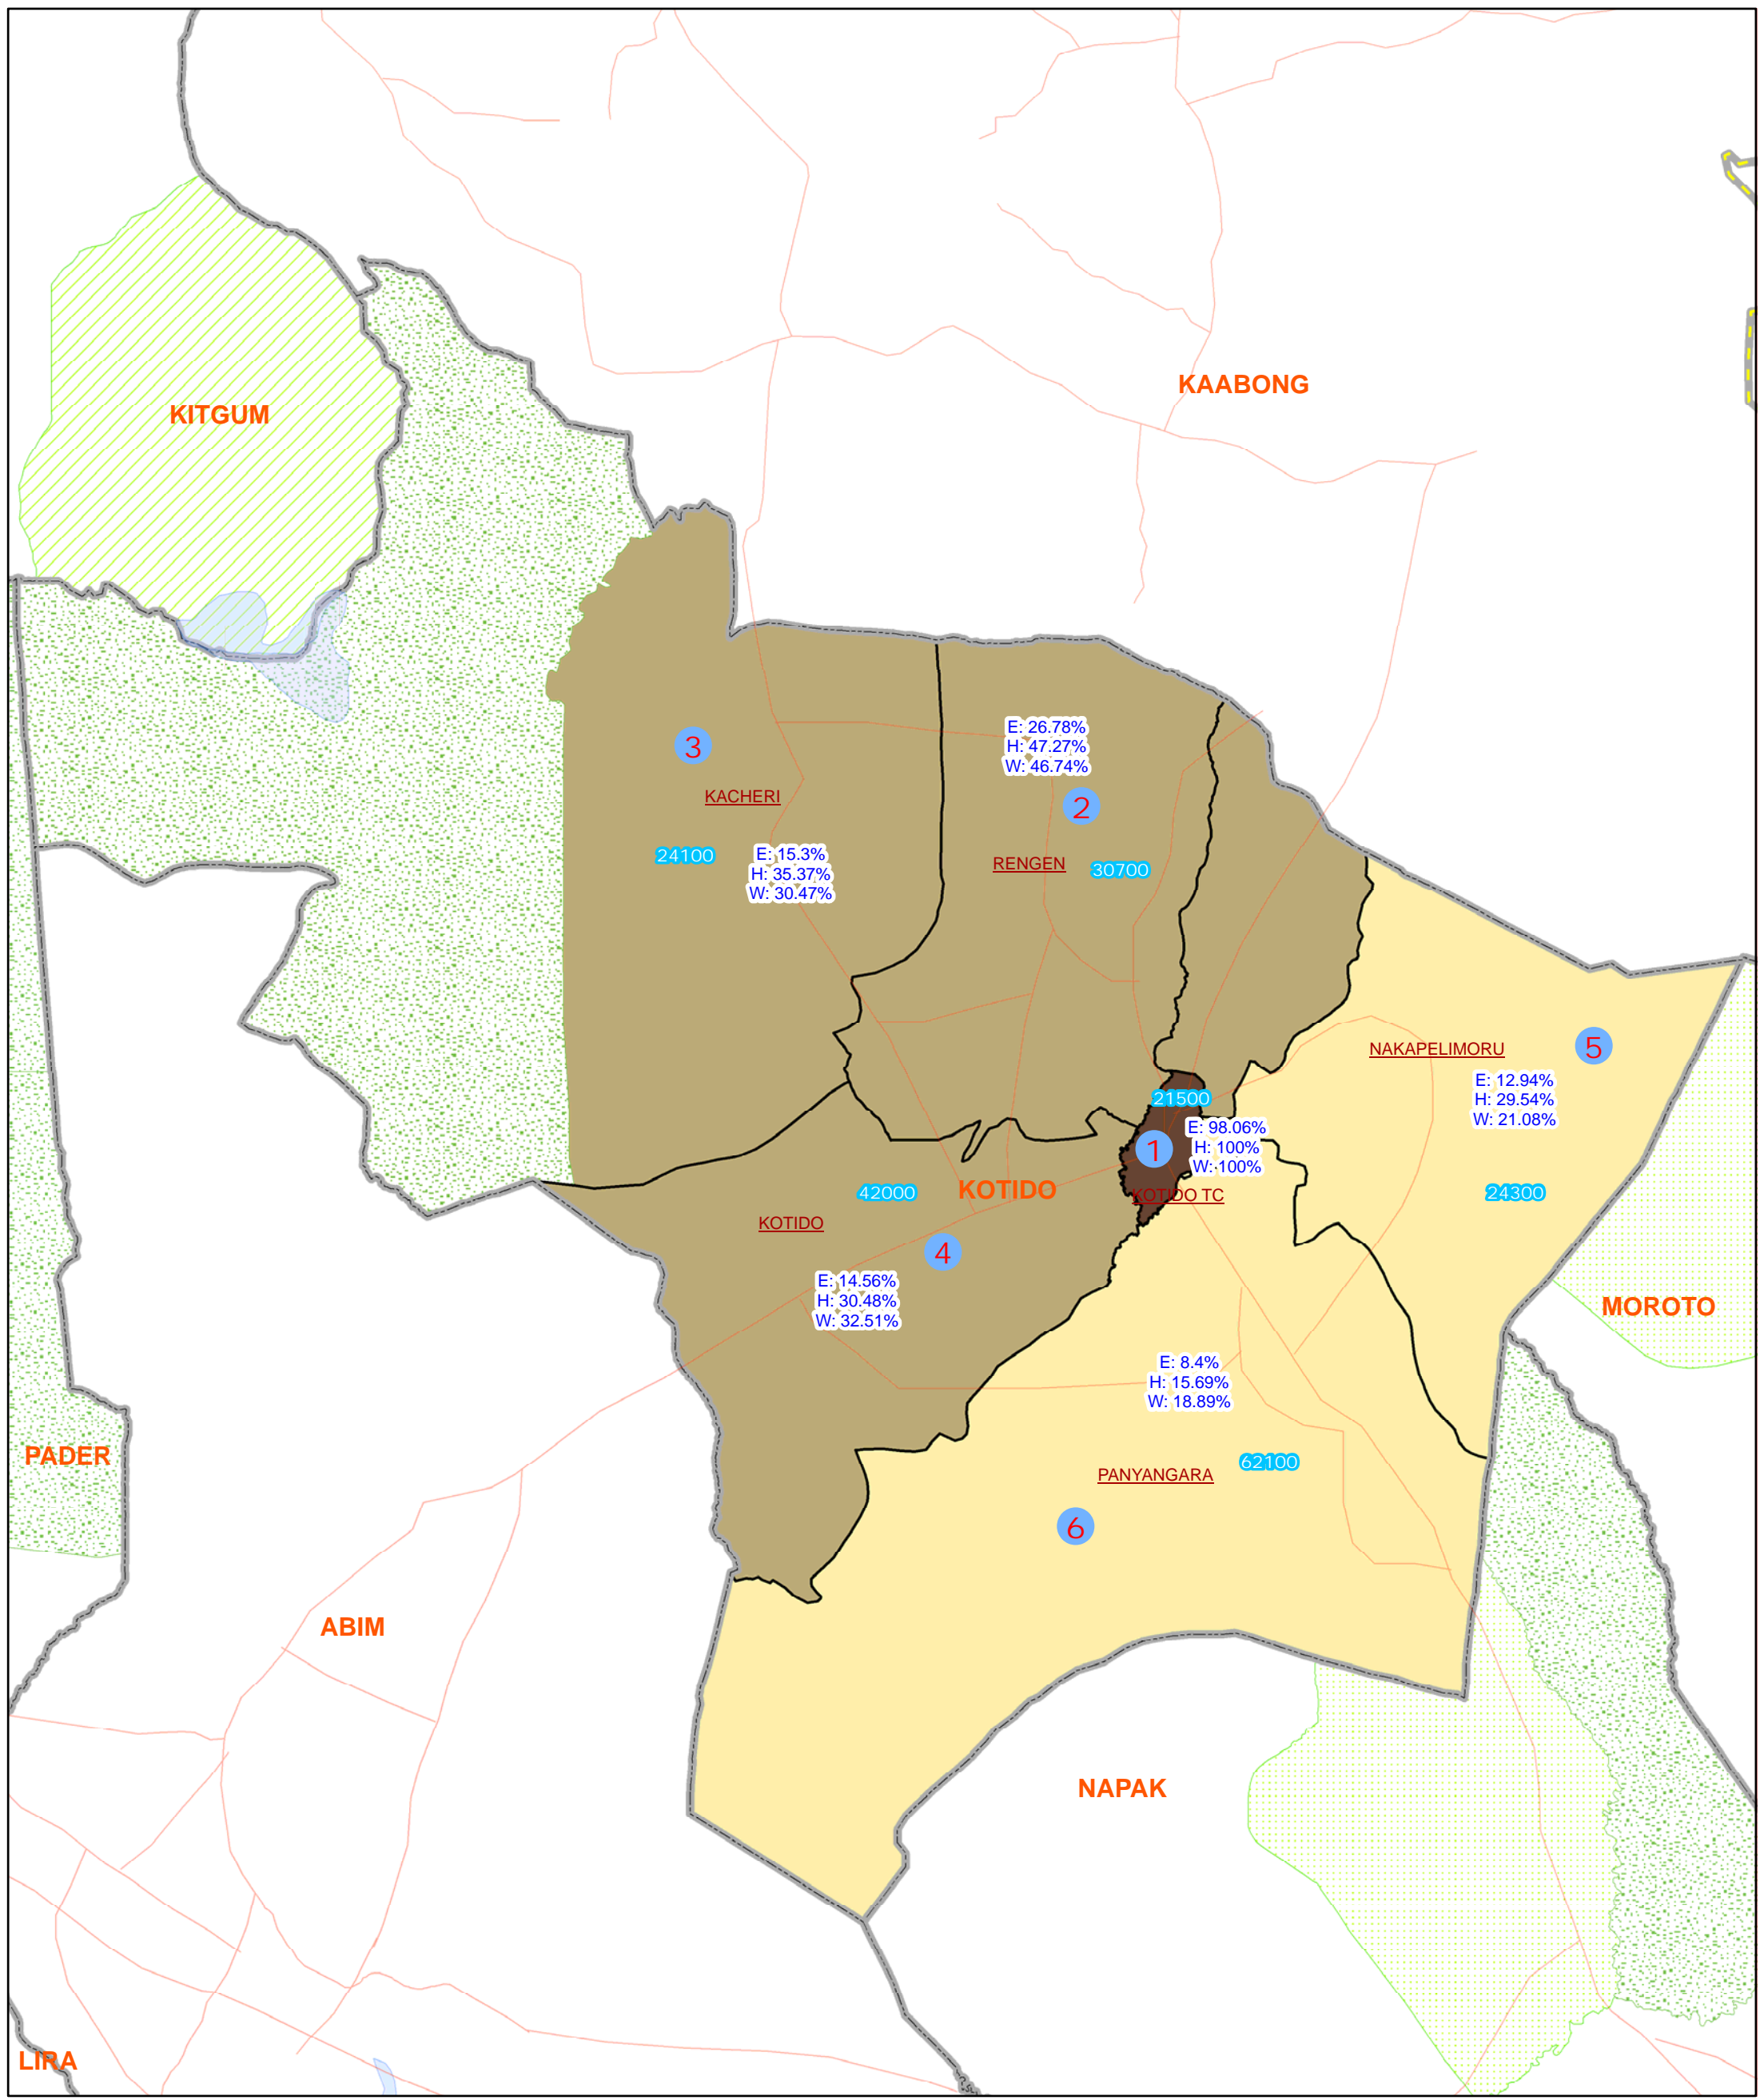 KAABONG
KITGUM
E: 26.78%
H: 47.27%
W: 46.74%
3
2
KACHERI
24100
E: 15.3%
H: 35.37%
W: 30.47%
RENGEN
30700
NAKAPELIMORU
5
E: 12.94%
H: 29.54%
W: 21.08%
24300
21500
E: 98.06%
H: 100%
W: 100%
1
KOTIDO TC
42000
KOTIDO
KOTIDO
4
E: 14.56%
H: 30.48%
W: 32.51%
MOROTO
E: 8.4%
H: 15.69%
W: 18.89%
62100
PANYANGARA
6
PADER
ABIM
NAPAK
LIRA